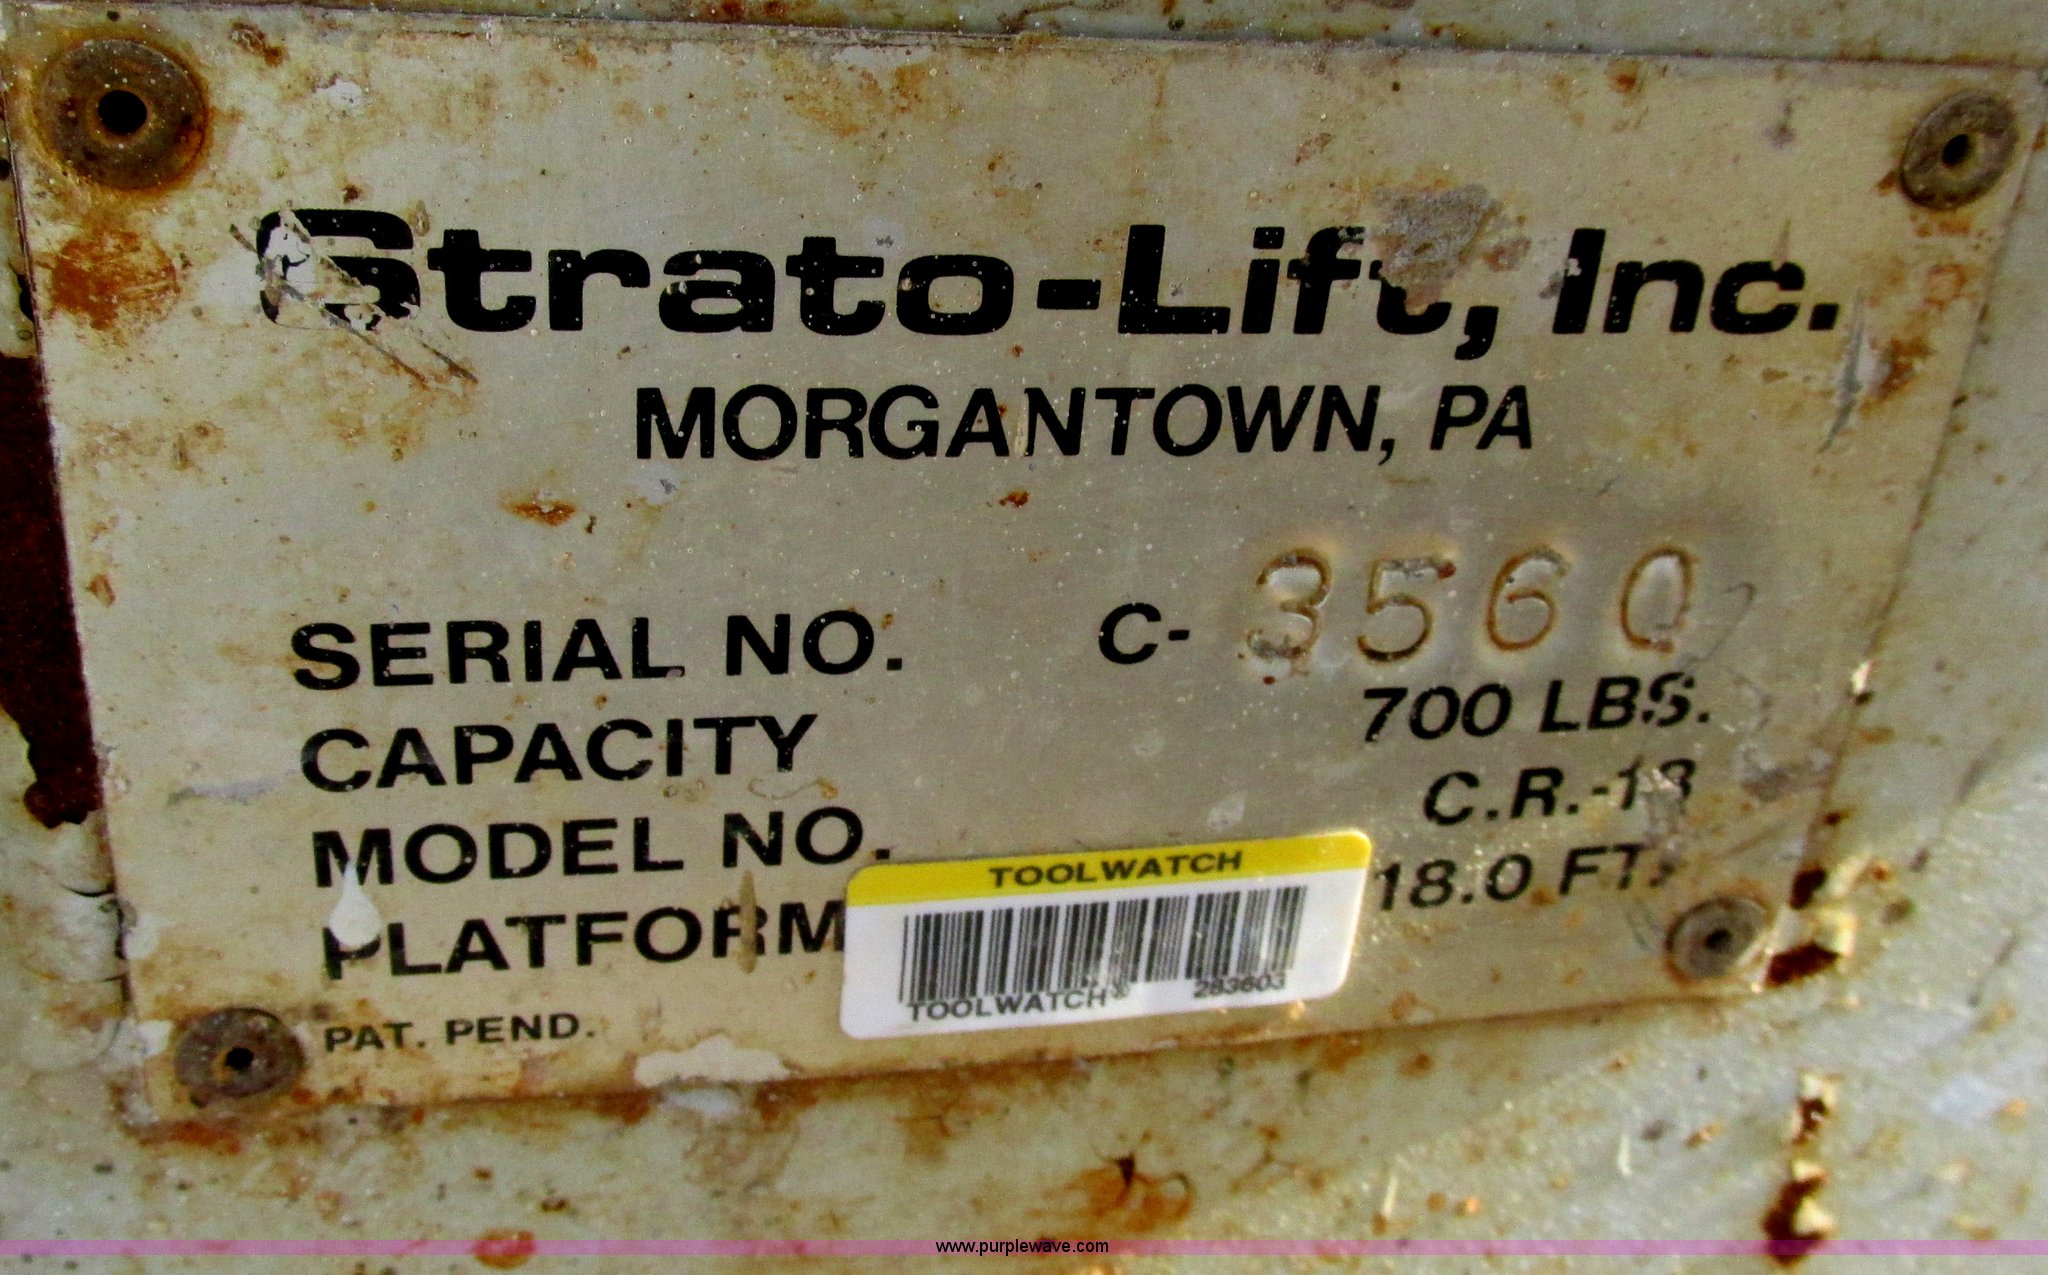 Strato-Lift, Inc.
MORGANTOWN, PA
SERIAL NO. C- 3560
CAPACITY 700 LBS.
MODEL NO. C.R.-18
PLATFORM 18.0 FT.
PAT. PEND.
TOOLWATCH
TOOLWATCH® 283603
www.purplewave.com